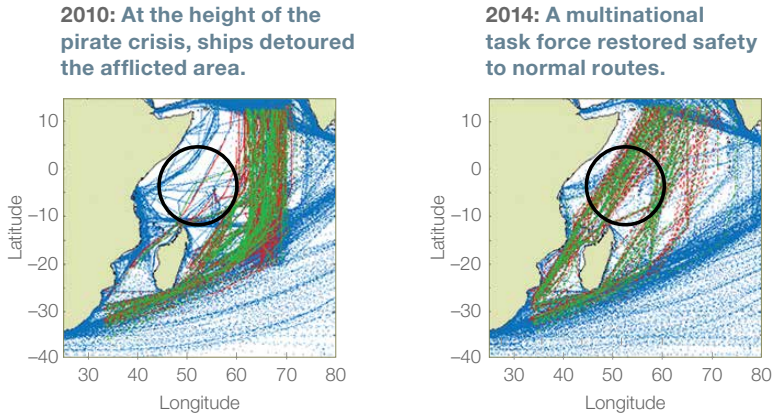 2010: At the height of the
pirate crisis, ships detoured
the afflicted area.
10
0
–10
–20
–30
–40
Latitude
30
40
50
60
70
80
Longitude
2014: A multinational
task force restored safety
to normal routes.
10
0
–10
–20
–30
–40
Latitude
30
40
50
60
70
80
Longitude